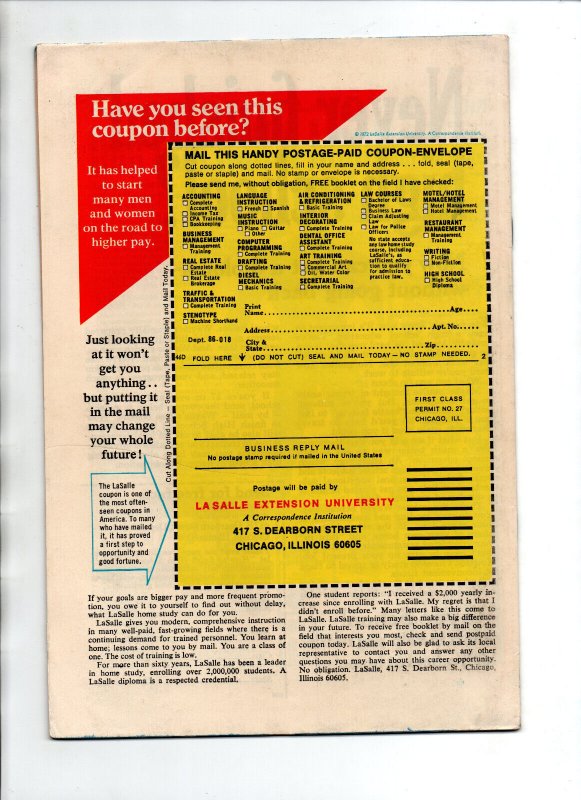 Have you seen this
coupon before?
© 1972 LaSalle Extension University. A Correspondence Institution
It has helped
to start
many men
and women
on the road to
higher pay.
Just looking
at it won't
get you
anything . .
but putting it
in the mail
may change
your whole
future!
The LaSalle
coupon is one of
the most often-
seen coupons in
America. To many
who have mailed
it, it has proved
a first step to
opportunity and
good fortune.
Cut Along Dotted Line — Seal (Tape, Paste or Staple) and Mail Today.
MAIL THIS HANDY POSTAGE-PAID COUPON-ENVELOPE
Cut coupon along dotted lines, fill in your name and address . . . fold, seal (tape,
paste or staple) and mail. No stamp or envelope is necessary.
Please send me, without obligation, FREE booklet on the field I have checked:
ACCOUNTING
Complete
Accounting
Income Tax
CPA Training
Bookkeeping
BUSINESS
MANAGEMENT
Management
Training
REAL ESTATE
Complete Real
Estate
Real Estate
Brokerage
TRAFFIC &
TRANSPORTATION
Complete Training
STENOTYPE
Machine Shorthand
LANGUAGE
INSTRUCTION
French Spanish
MUSIC
INSTRUCTION
Piano Guitar
Other
COMPUTER
PROGRAMMING
Complete Training
DRAFTING
Complete Training
DIESEL
MECHANICS
Basic Training
AIR CONDITIONING
& REFRIGERATION
Basic Training
INTERIOR
DECORATING
Complete Training
DENTAL OFFICE
ASSISTANT
Complete Training
ART TRAINING
Commercial Art
Oil, Water Color
SECRETARIAL
Complete Training
LAW COURSES
Bachelor of Laws
Degree
Business Law
Claim Adjusting
Law
Law for Police
Officers
No state accepts
any law home study
course, including
LaSalle's, as
sufficient educa-
tion to qualify
for admission to
practice law.
MOTEL/HOTEL
MANAGEMENT
Motel Management
Hotel Management
RESTAURANT
MANAGEMENT
Management
Training
WRITING
Fiction
Non-Fiction
HIGH SCHOOL
High School
Diploma
Print
Name Age
Address Apt. No.
Dept. 86-018
City &
State Zip
46D FOLD HERE ↓ (DO NOT CUT) SEAL AND MAIL TODAY — NO STAMP NEEDED. 2
FIRST CLASS
PERMIT NO. 27
CHICAGO, ILL.
BUSINESS REPLY MAIL
No postage stamp required if mailed in the United States
Postage will be paid by
LA SALLE EXTENSION UNIVERSITY
A Correspondence Institution
417 S. DEARBORN STREET
CHICAGO, ILLINOIS 60605
If your goals are bigger pay and more frequent promo-
tion, you owe it to yourself to find out without delay,
what LaSalle home study can do for you.
LaSalle gives you modern, comprehensive instruction
in many well-paid, fast-growing fields where there is a
continuing demand for trained personnel. You learn at
home; lessons come to you by mail. You are a class of
one. The cost of training is low.
For more than sixty years, LaSalle has been a leader
in home study, enrolling over 2,000,000 students. A
LaSalle diploma is a respected credential.
One student reports: "I received a $2,000 yearly in-
crease since enrolling with LaSalle. My regret is that I
didn't enroll before." Many letters like this come to
LaSalle. LaSalle training may also make a big difference
in your future. To receive free booklet by mail on the
field that interests you most, check and send postpaid
coupon today. LaSalle will also be glad to ask its local
representative to contact you and answer any other
questions you may have about this career opportunity.
No obligation. LaSalle, 417 S. Dearborn St., Chicago,
Illinois 60605.